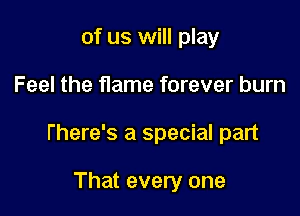 of us will play
Feel the flame forever burn
There's a special part
That every one